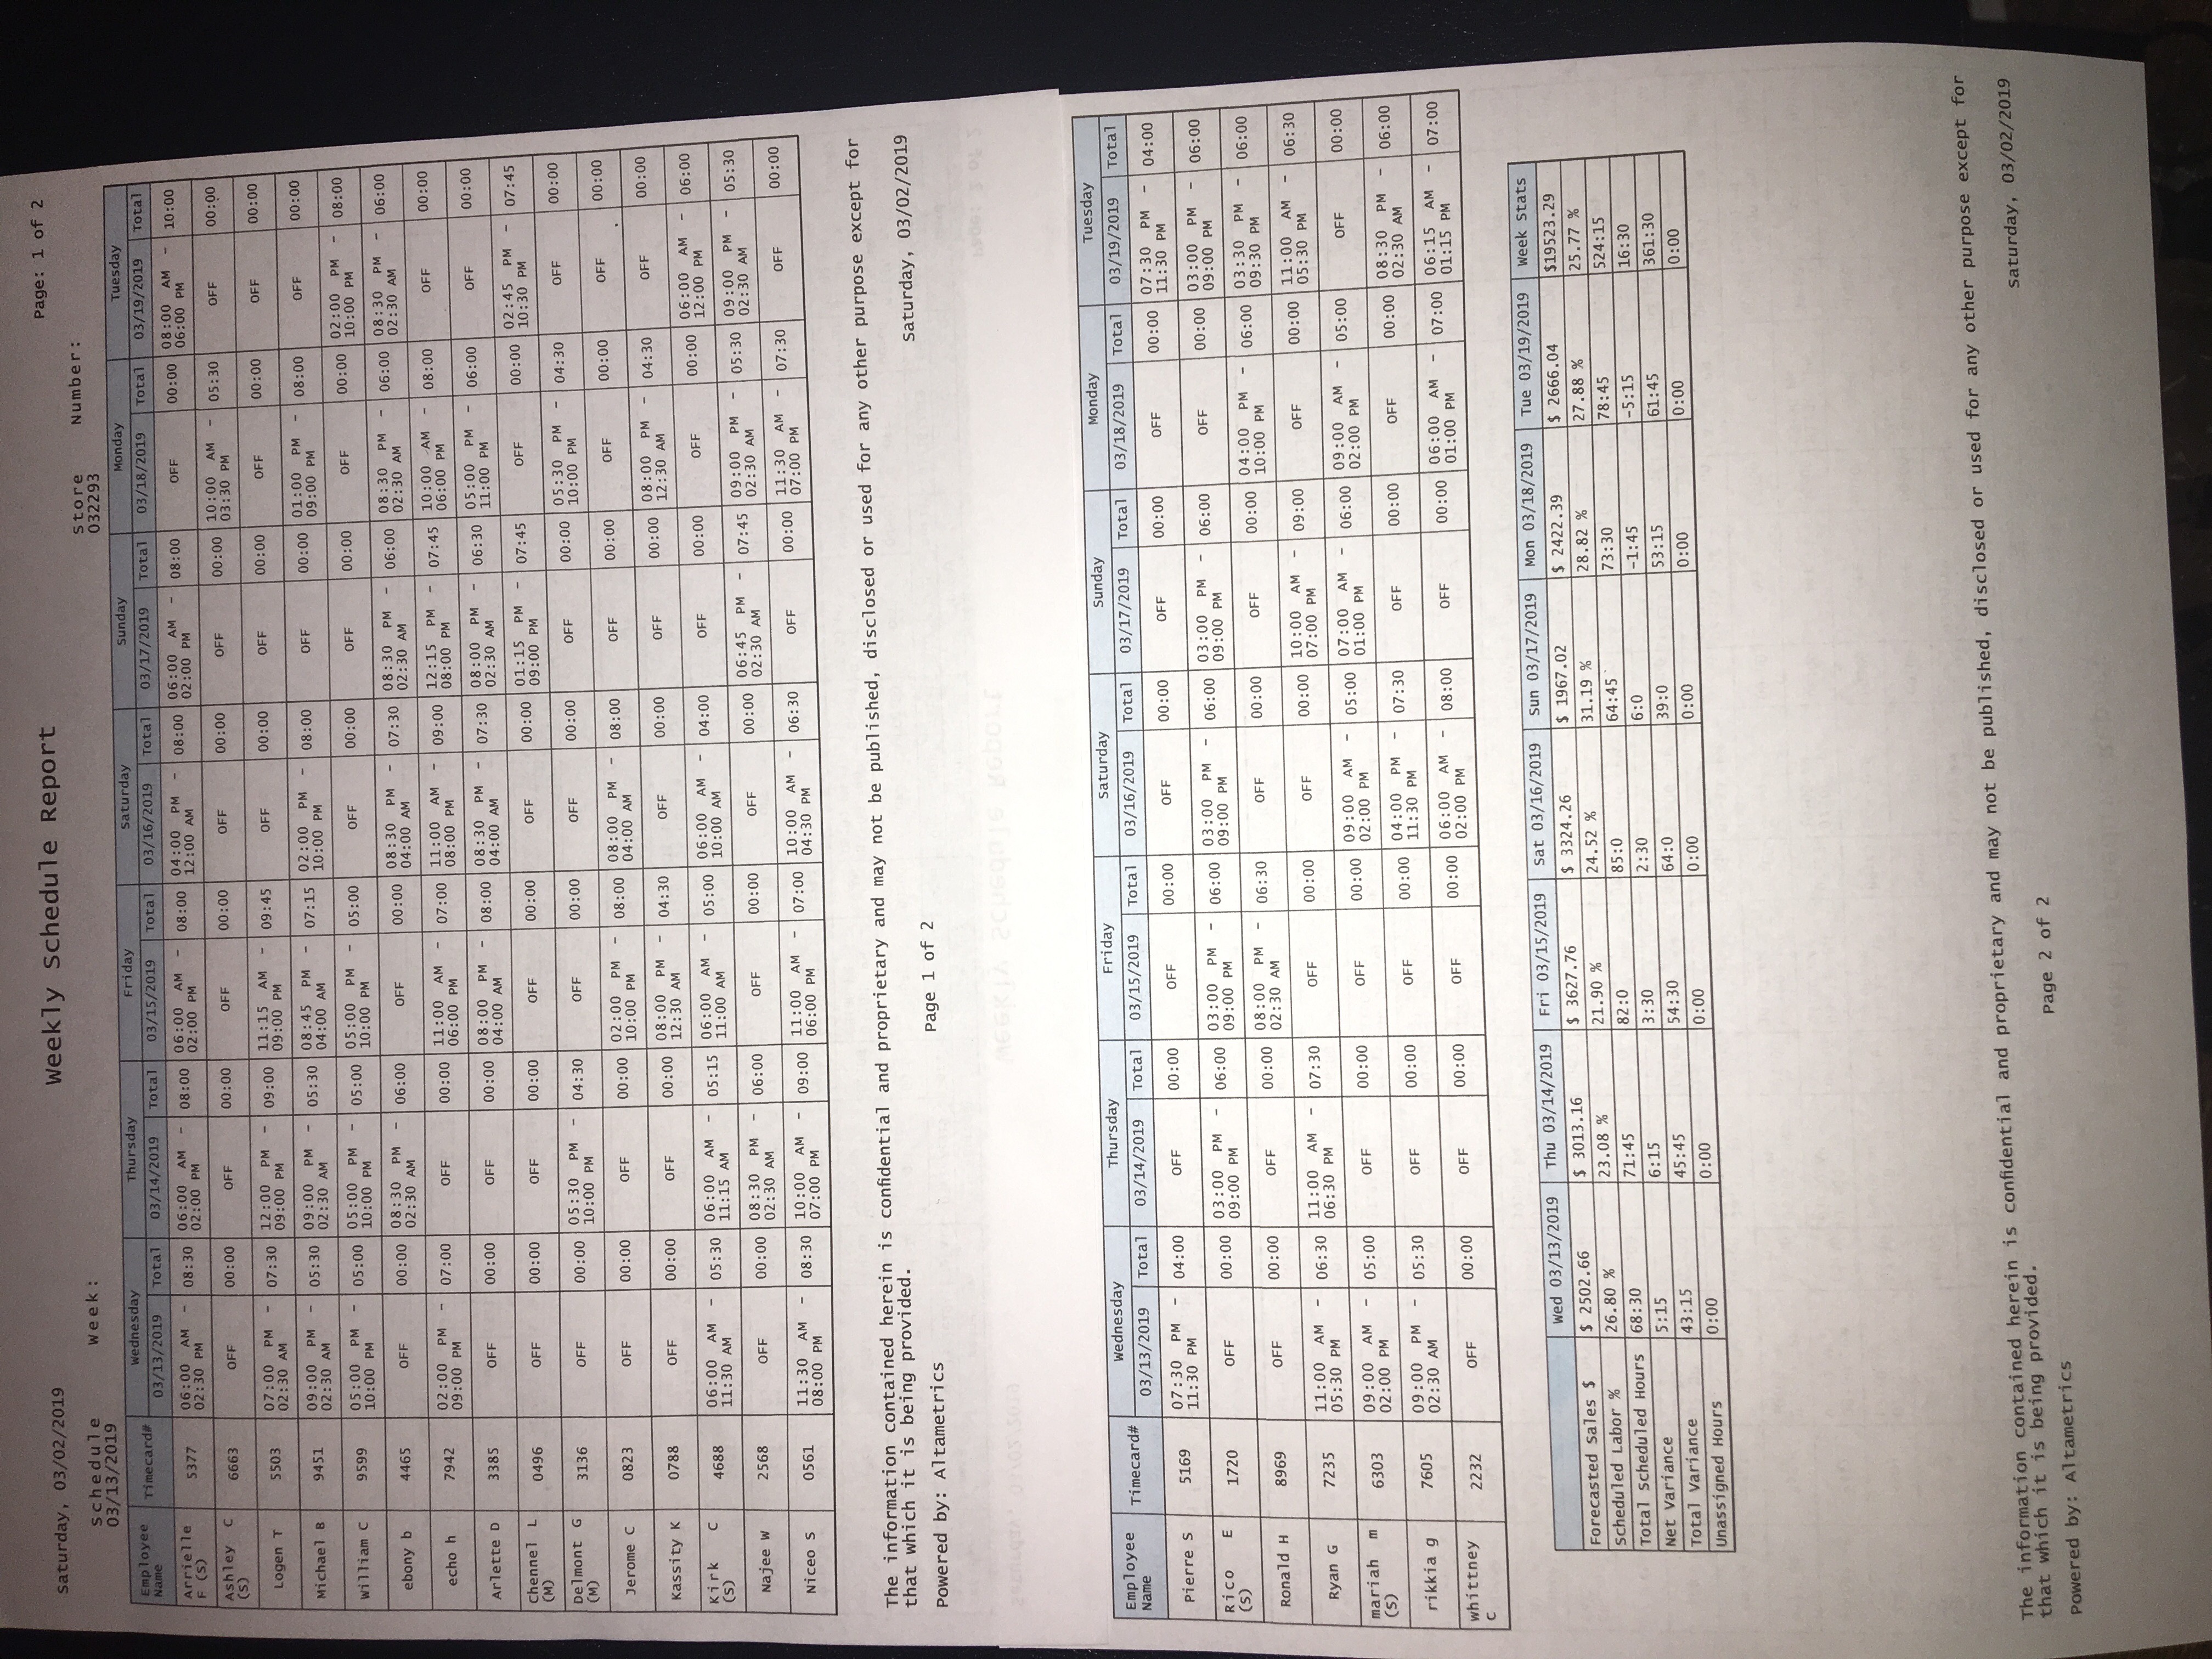 Saturday, 03/02/2019
Weekly Schedule Report
Page: 1 of 2
Schedule Week:
03/13/2019
Store Number:
032293
Employee Name Timecard# Wednesday Thursday Friday Saturday Sunday Monday Tuesday
03/13/2019 Total 03/14/2019 Total 03/15/2019 Total 03/16/2019 Total 03/17/2019 Total 03/18/2019 Total 03/19/2019 Total
Arrielle F (S) 5377 06:00 AM - 02:30 PM 08:30 06:00 AM - 02:00 PM 08:00 06:00 AM - 02:00 PM 08:00 04:00 PM - 12:00 AM 08:00 06:00 AM - 02:00 PM 08:00 OFF 00:00 08:00 AM - 06:00 PM 10:00
Ashley C (S) 6663 OFF 00:00 OFF 00:00 OFF 00:00 OFF 00:00 OFF 00:00 10:00 AM - 03:30 PM 05:30 OFF 00:00
Logen T 5503 07:00 PM - 02:30 AM 07:30 12:00 PM - 09:00 PM 09:00 11:15 AM - 09:00 PM 09:45 OFF 00:00 OFF 00:00 OFF 00:00 OFF 00:00
Michael B 9451 09:00 PM - 02:30 AM 05:30 09:00 PM - 02:30 AM 05:30 08:45 PM - 04:00 AM 07:15 02:00 PM - 10:00 PM 08:00 OFF 00:00 01:00 PM - 09:00 PM 08:00 OFF 00:00
William C 9599 05:00 PM - 10:00 PM 05:00 05:00 PM - 10:00 PM 05:00 05:00 PM - 10:00 PM 05:00 OFF 00:00 OFF 00:00 OFF 00:00 02:00 PM - 10:00 PM 08:00
ebony b 4465 OFF 00:00 08:30 PM - 02:30 AM 06:00 OFF 00:00 08:30 PM - 04:00 AM 07:30 08:30 PM - 02:30 AM 06:00 08:30 PM - 02:30 AM 06:00 08:30 PM - 02:30 AM 06:00
echo h 7942 02:00 PM - 09:00 PM 07:00 OFF 00:00 11:00 AM - 06:00 PM 07:00 11:00 AM - 08:00 PM 09:00 12:15 PM - 08:00 PM 07:45 10:00 AM - 06:00 PM 08:00 OFF 00:00
Arlette D 3385 OFF 00:00 OFF 00:00 08:00 PM - 04:00 AM 08:00 08:30 PM - 04:00 AM 07:30 08:00 PM - 02:30 AM 06:30 05:00 PM - 11:00 PM 06:00 OFF 00:00
Chennel L (M) 0496 OFF 00:00 OFF 00:00 OFF 00:00 OFF 00:00 01:15 PM - 09:00 PM 07:45 OFF 00:00 02:45 PM - 10:30 PM 07:45
Delmont G (M) 3136 OFF 00:00 05:30 PM - 10:00 PM 04:30 OFF 00:00 OFF 00:00 OFF 00:00 05:30 PM - 10:00 PM 04:30 OFF 00:00
Jerome C 0823 OFF 00:00 OFF 00:00 02:00 PM - 10:00 PM 08:00 08:00 PM - 04:00 AM 08:00 OFF 00:00 OFF 00:00 OFF 00:00
Kassity K 0788 OFF 00:00 OFF 00:00 08:00 PM - 12:30 AM 04:30 OFF 00:00 OFF 00:00 08:00 PM - 12:30 AM 04:30 OFF 00:00
Kirk C (S) 4688 06:00 AM - 11:30 AM 05:30 06:00 AM - 11:15 AM 05:15 06:00 AM - 11:00 AM 05:00 06:00 AM - 10:00 AM 04:00 OFF 00:00 OFF 00:00 06:00 AM - 12:00 PM 06:00
Najee W 2568 OFF 00:00 08:30 PM - 02:30 AM 06:00 OFF 00:00 OFF 00:00 06:45 PM - 02:30 AM 07:45 09:00 PM - 02:30 AM 05:30 09:00 PM - 02:30 AM 05:30
Niceo S 0561 11:30 AM - 08:00 PM 08:30 10:00 AM - 07:00 PM 09:00 11:00 AM - 06:00 PM 07:00 10:00 AM - 04:30 PM 06:30 OFF 00:00 11:30 AM - 07:00 PM 07:30 OFF 00:00
The information contained herein is confidential and proprietary and may not be published, disclosed or used for any other purpose except for
that which it is being provided.
Saturday, 03/02/2019
Powered by: Altametrics
Page 1 of 2
Employee Name Timecard# Wednesday Thursday Friday Saturday Sunday Monday Tuesday
03/13/2019 Total 03/14/2019 Total 03/15/2019 Total 03/16/2019 Total 03/17/2019 Total 03/18/2019 Total 03/19/2019 Total
Pierre S 5169 07:30 PM - 11:30 PM 04:00 OFF 00:00 OFF 00:00 OFF 00:00 OFF 00:00 OFF 00:00 07:30 PM - 11:30 PM 04:00
Rico E (S) 1720 OFF 00:00 03:00 PM - 09:00 PM 06:00 03:00 PM - 09:00 PM 06:00 03:00 PM - 09:00 PM 06:00 03:00 PM - 09:00 PM 06:00 OFF 00:00 03:00 PM - 09:00 PM 06:00
Ronald H 8969 OFF 00:00 OFF 00:00 08:00 PM - 02:30 AM 06:30 OFF 00:00 OFF 00:00 04:00 PM - 10:00 PM 06:00 03:30 PM - 09:30 PM 06:00
Ryan G 7235 11:00 AM - 05:30 PM 06:30 11:00 AM - 06:30 PM 07:30 OFF 00:00 OFF 00:00 10:00 AM - 07:00 PM 09:00 OFF 00:00 11:00 AM - 05:30 PM 06:30
mariah m (S) 6303 09:00 AM - 02:00 PM 05:00 OFF 00:00 OFF 00:00 09:00 AM - 02:00 PM 05:00 07:00 AM - 01:00 PM 06:00 09:00 AM - 02:00 PM 05:00 OFF 00:00
rikkia g 7605 09:00 PM - 02:30 AM 05:30 OFF 00:00 OFF 00:00 04:00 PM - 11:30 PM 07:30 OFF 00:00 OFF 00:00 08:30 PM - 02:30 AM 06:00
whittney C 2232 OFF 00:00 OFF 00:00 OFF 00:00 06:00 AM - 02:00 PM 08:00 OFF 00:00 06:00 AM - 01:00 PM 07:00 06:15 AM - 01:15 PM 07:00
Wed 03/13/2019 Thu 03/14/2019 Fri 03/15/2019 Sat 03/16/2019 Sun 03/17/2019 Mon 03/18/2019 Tue 03/19/2019 Week Stats
Forecasted Sales $ $ 2502.66 $ 3013.16 $ 3627.76 $ 3324.26 $ 1967.02 $ 2422.39 $ 2666.04 $19523.29
Scheduled Labor % 26.80 % 23.08 % 21.90 % 24.52 % 31.19 % 28.82 % 27.88 % 25.77 %
Total Scheduled Hours 68:30 71:45 82:0 85:0 64:45 73:30 78:45 524:15
Net Variance 5:15 6:15 3:30 2:30 6:0 -1:45 -5:15 16:30
Total Variance 43:15 45:45 54:30 64:0 39:0 53:15 61:45 361:30
Unassigned Hours 0:00 0:00 0:00 0:00 0:00 0:00 0:00 0:00
The information contained herein is confidential and proprietary and may not be published, disclosed or used for any other purpose except for
that which it is being provided.
Saturday, 03/02/2019
Powered by: Altametrics
Page 2 of 2